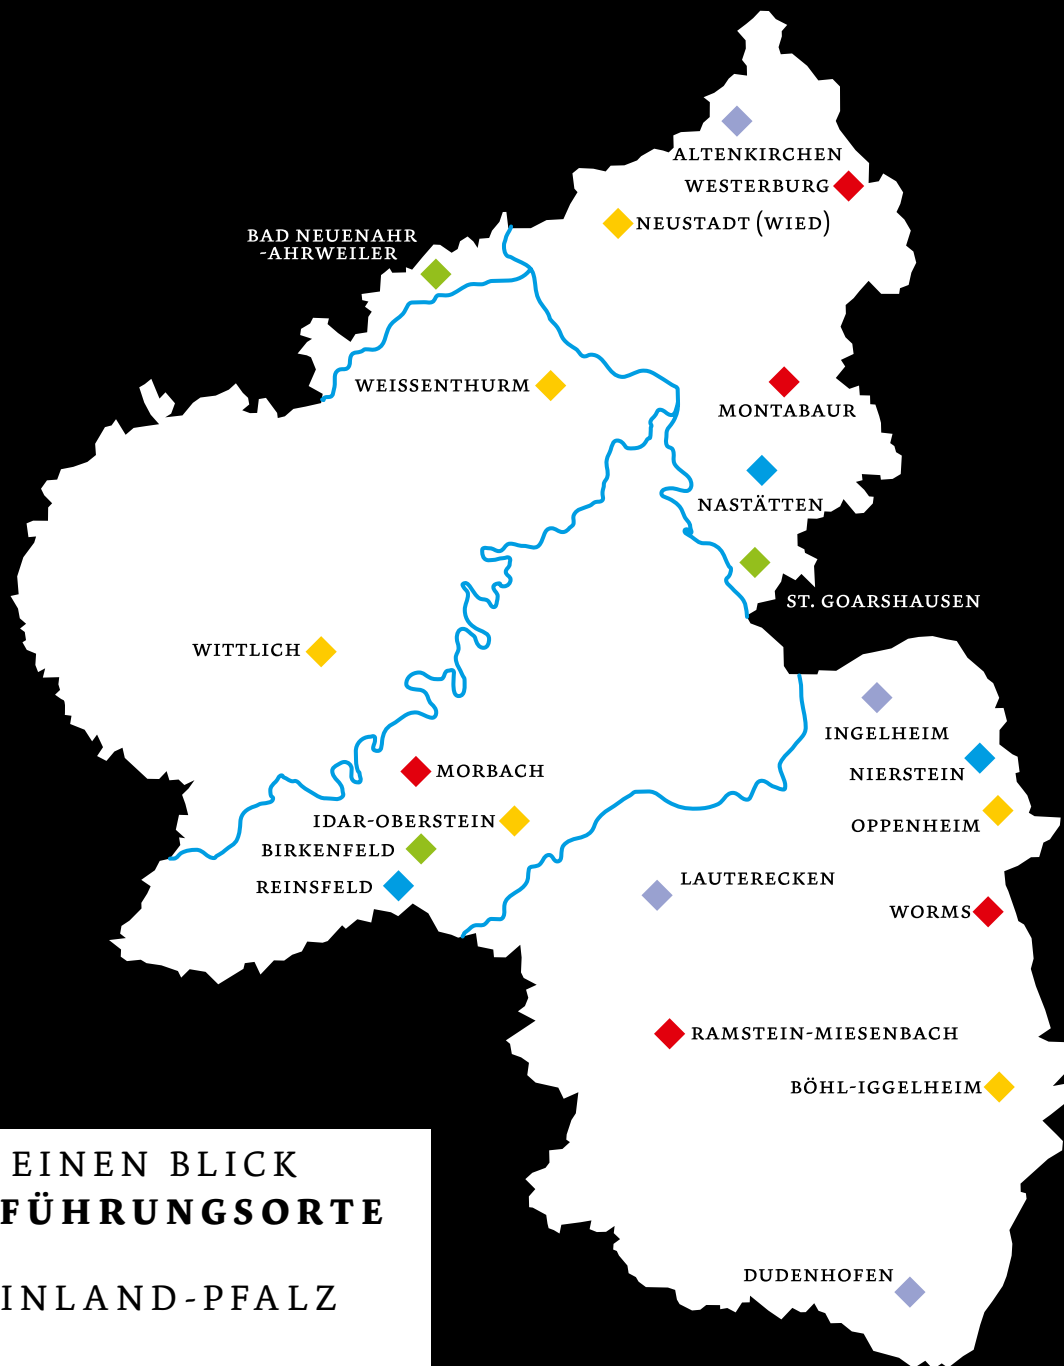 ALTENKIRCHEN
WESTERBURG
NEUSTADT (WIED)
BAD NEUENAHR
-AHRWEILER
WEISSENTHURM
MONTABAUR
NASTÄTTEN
ST. GOARSHAUSEN
WITTLICH
INGELHEIM
NIERSTEIN
MORBACH
IDAR-OBERSTEIN
OPPENHEIM
BIRKENFELD
REINSFELD
LAUTERECKEN
WORMS
RAMSTEIN-MIESENBACH
BÖHL-IGGELHEIM
DUDENHOFEN
EINEN BLICK
FÜHRUNGSORTE
INLAND-PFALZ